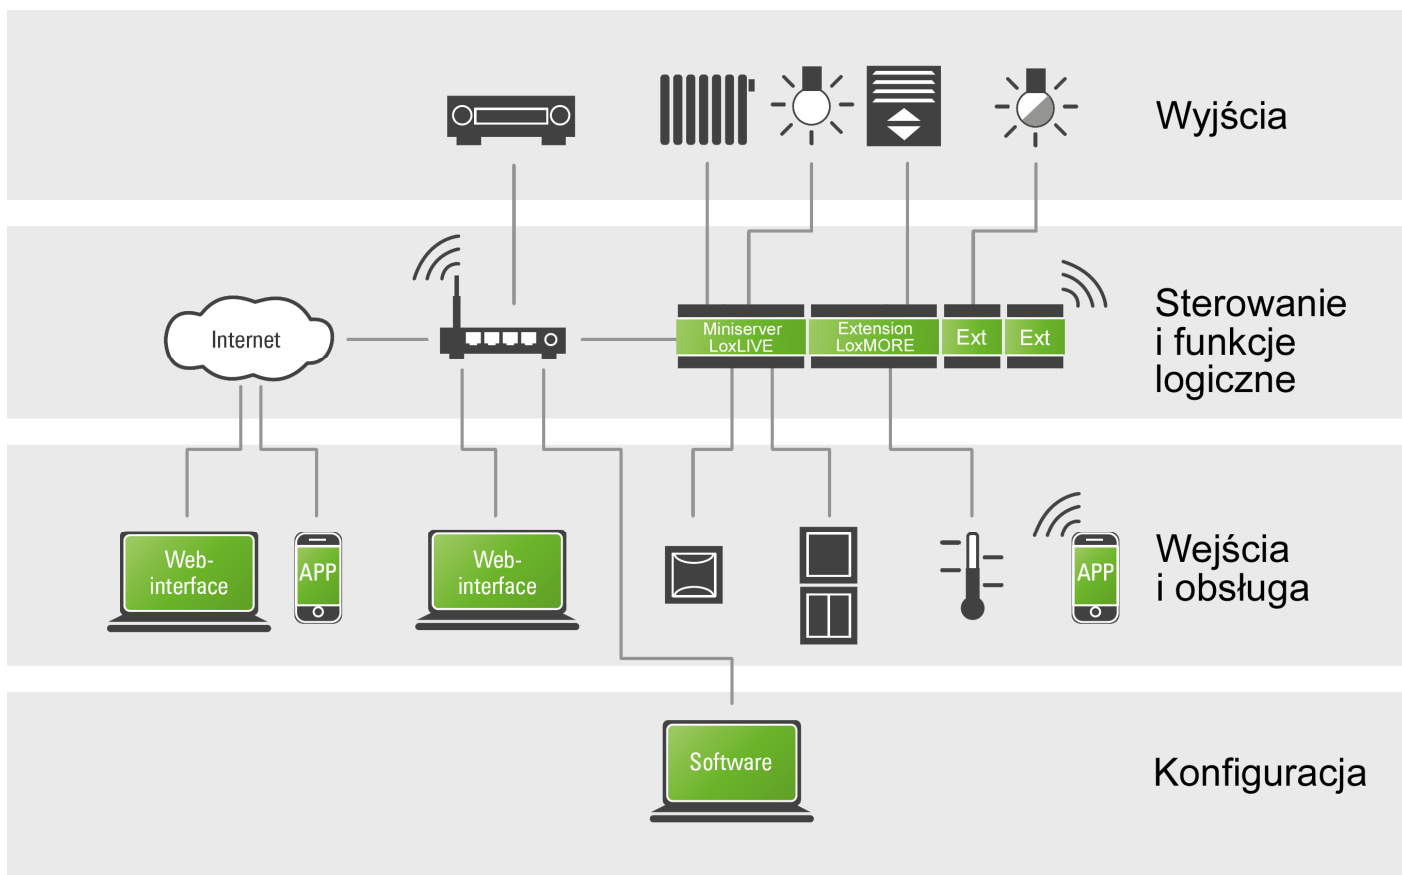 Wyjścia
Internet
Miniserver
LoxLIVE
Extension
LoxMORE
Ext
Ext
Sterowanie
i funkcje
logiczne
Web-
interface
APP
Web-
interface
APP
Wejścia
i obsługa
Software
Konfiguracja